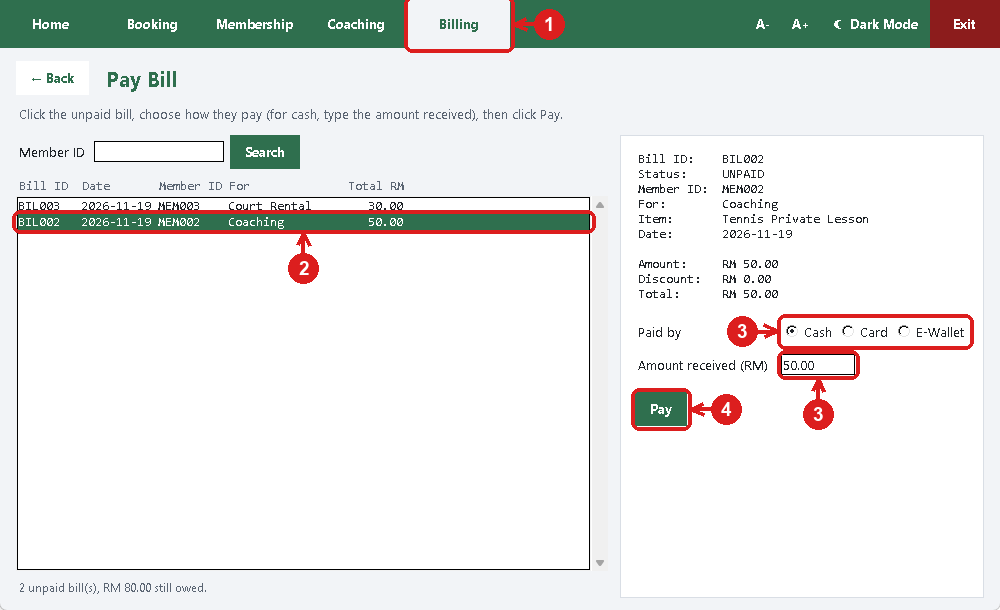 Home Booking Membership Coaching Billing 1 A- A+ ☾ Dark Mode Exit
← Back Pay Bill
Click the unpaid bill, choose how they pay (for cash, type the amount received), then click Pay.
Member ID Search
Bill ID Date Member ID For Total RM
BIL003 2026-11-19 MEM003 Court Rental 30.00
BIL002 2026-11-19 MEM002 Coaching 50.00
2
2 unpaid bill(s), RM 80.00 still owed.
Bill ID: BIL002
Status: UNPAID
Member ID: MEM002
For: Coaching
Item: Tennis Private Lesson
Date: 2026-11-19
Amount: RM 50.00
Discount: RM 0.00
Total: RM 50.00
Paid by 3 Cash Card E-Wallet
Amount received (RM) 50.00
Pay 4 3